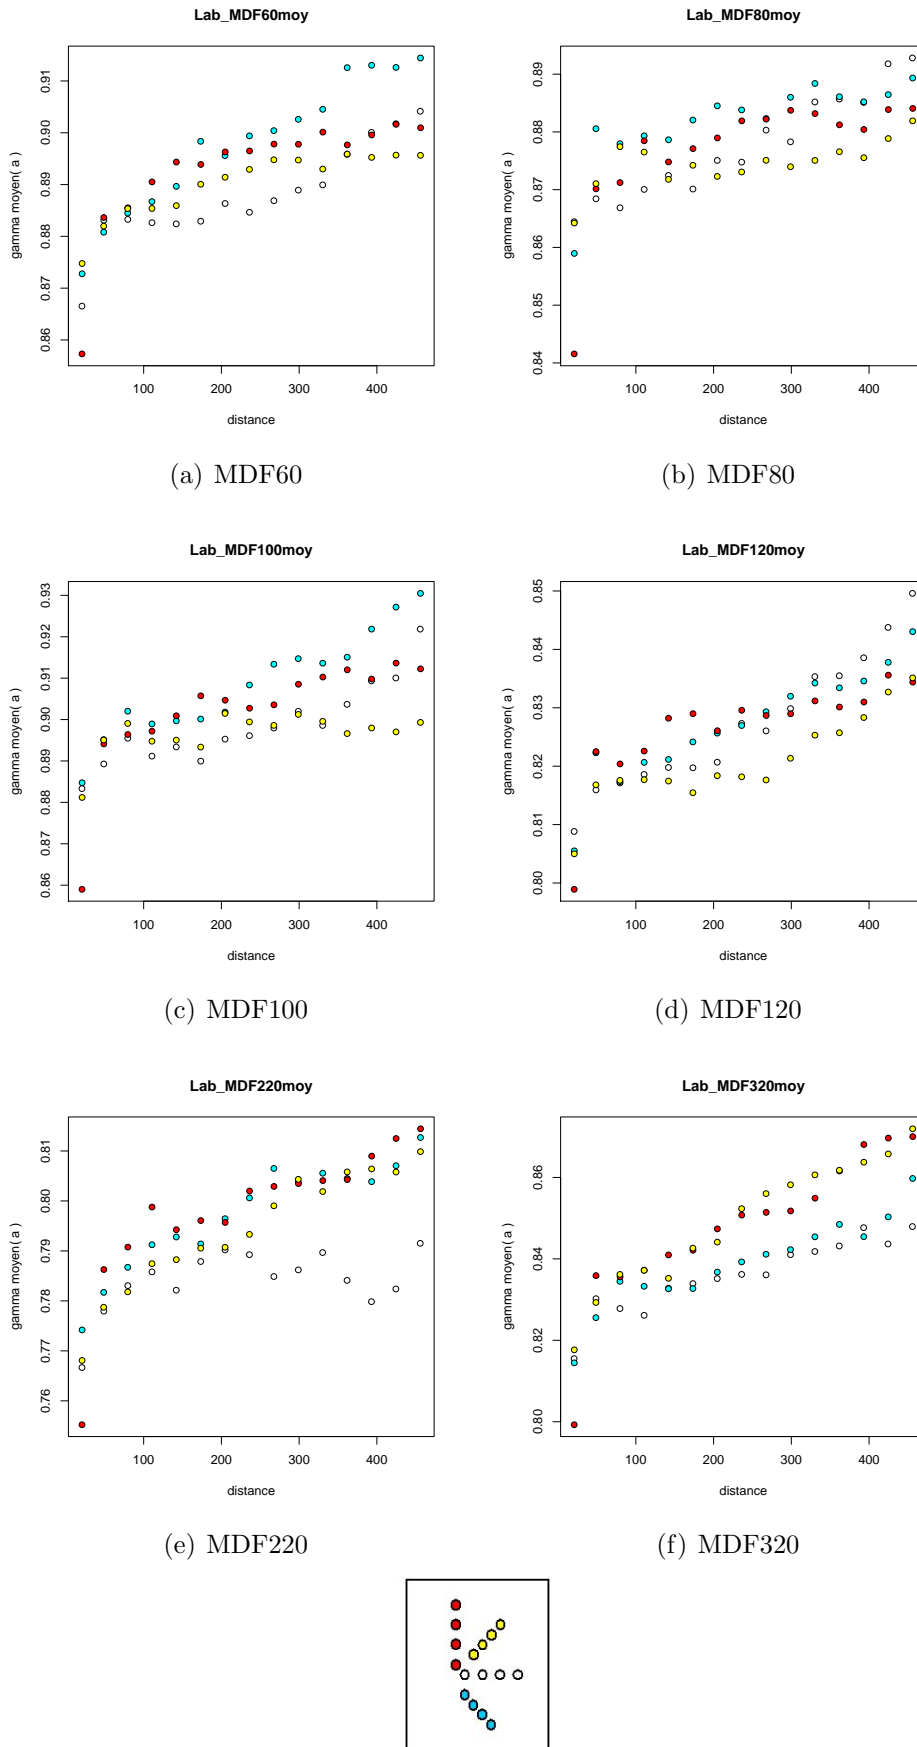 Lab_MDF60moy
Lab_MDF80moy
gamma moyen( a )
0.86 0.87 0.88 0.89 0.90 0.91
100 200 300 400
distance
gamma moyen( a )
0.84 0.85 0.86 0.87 0.88 0.89
100 200 300 400
distance
(a) MDF60
(b) MDF80
Lab_MDF100moy
Lab_MDF120moy
gamma moyen( a )
0.86 0.87 0.88 0.89 0.90 0.91 0.92 0.93
100 200 300 400
distance
gamma moyen( a )
0.80 0.81 0.82 0.83 0.84 0.85
100 200 300 400
distance
(c) MDF100
(d) MDF120
Lab_MDF220moy
Lab_MDF320moy
gamma moyen( a )
0.76 0.77 0.78 0.79 0.80 0.81
100 200 300 400
distance
gamma moyen( a )
0.80 0.82 0.84 0.86
100 200 300 400
distance
(e) MDF220
(f) MDF320